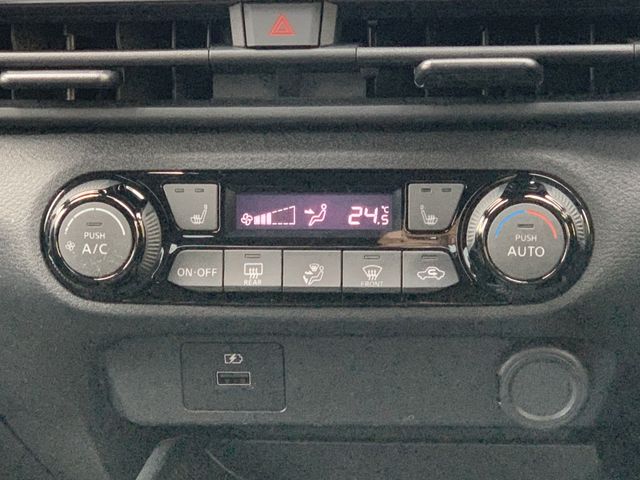 24.5°C
PUSH
A/C
PUSH
AUTO
ON·OFF
REAR
FRONT